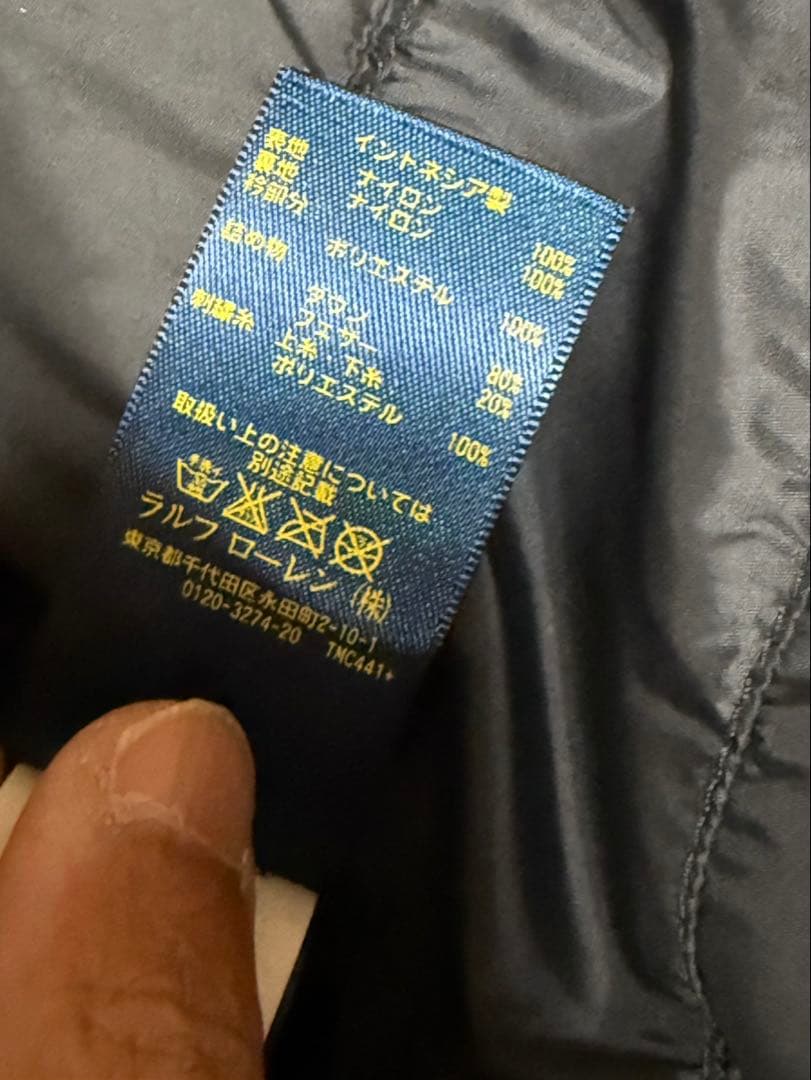 インドネシア製
表地 ナイロン 100%
裏地 ナイロン 100%
衿部分
ポリエステル 100%
詰め物
ダウン 80%
フェザー 20%
刺繍糸 上糸・下糸
ポリエステル 100%
取扱い上の注意については
別途記載
手洗イ
ラルフ ローレン (株)
東京都千代田区永田町2-10-1
0120-3274-20 TMC441+